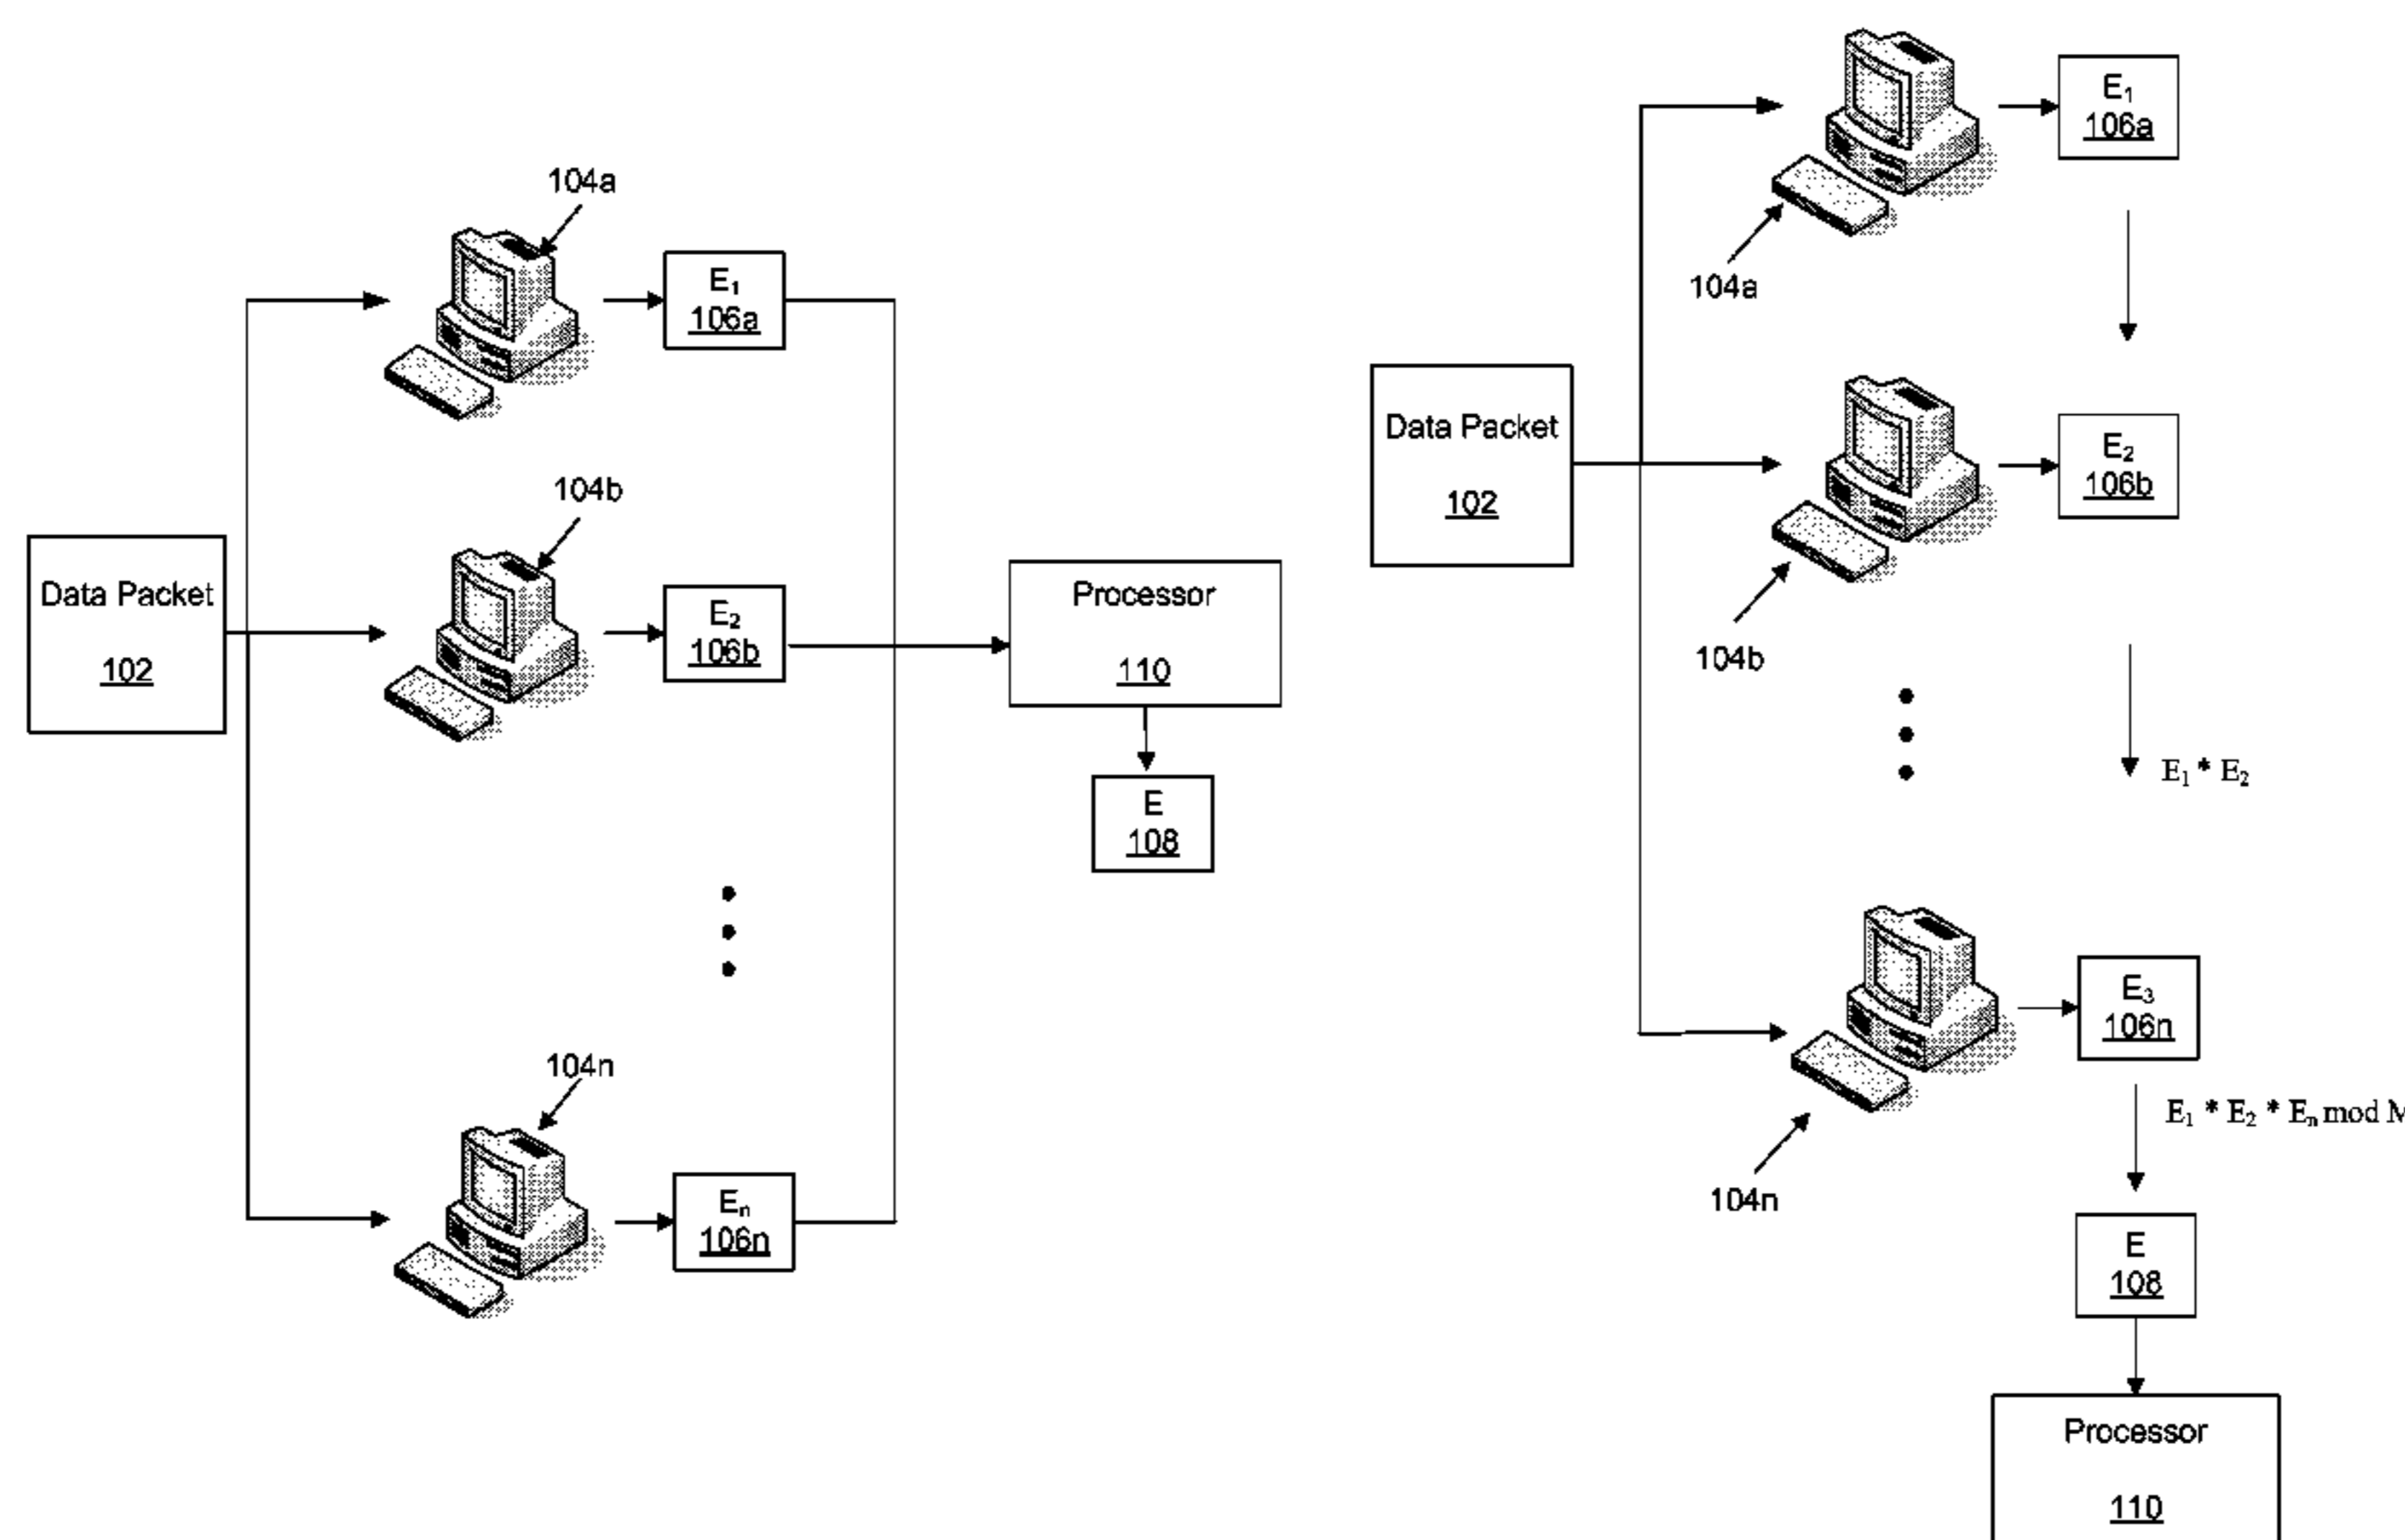 104a
E₁
106a
104b
Data Packet
102
E₂
106b
Processor
110
E
108
104n
Eₙ
106n
E₁
106a
104a
Data Packet
102
E₂
106b
104b
E₁ * E₂
E₃
106n
E₁ * E₂ * Eₙ mod M
104n
E
108
Processor
110